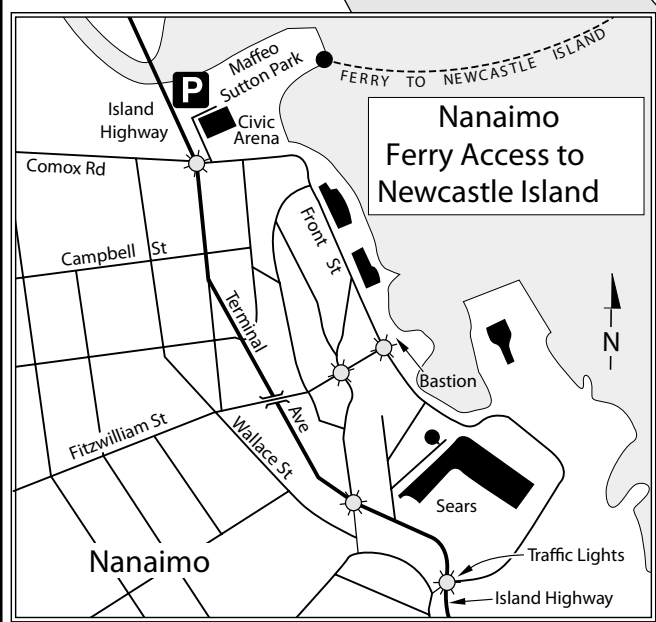 Maffeo
Sutton Park
FERRY TO NEWCASTLE ISLAND
P
Island
Highway
Civic
Arena
Nanaimo
Ferry Access to
Newcastle Island
Comox Rd
Front St
Campbell St
Terminal
Ave
N
Bastion
Fitzwilliam St
Wallace St
Sears
Nanaimo
Traffic Lights
Island Highway